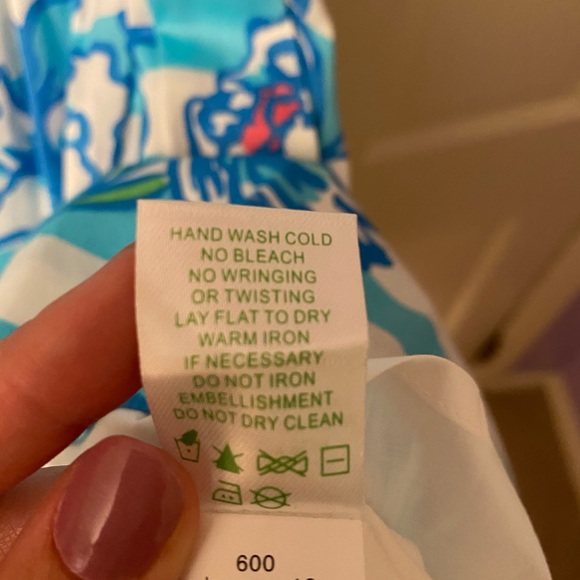 HAND WASH COLD
NO BLEACH
NO WRINGING
OR TWISTING
LAY FLAT TO DRY
WARM IRON
IF NECESSARY
DO NOT IRON
EMBELLISHMENT
DO NOT DRY CLEAN
600